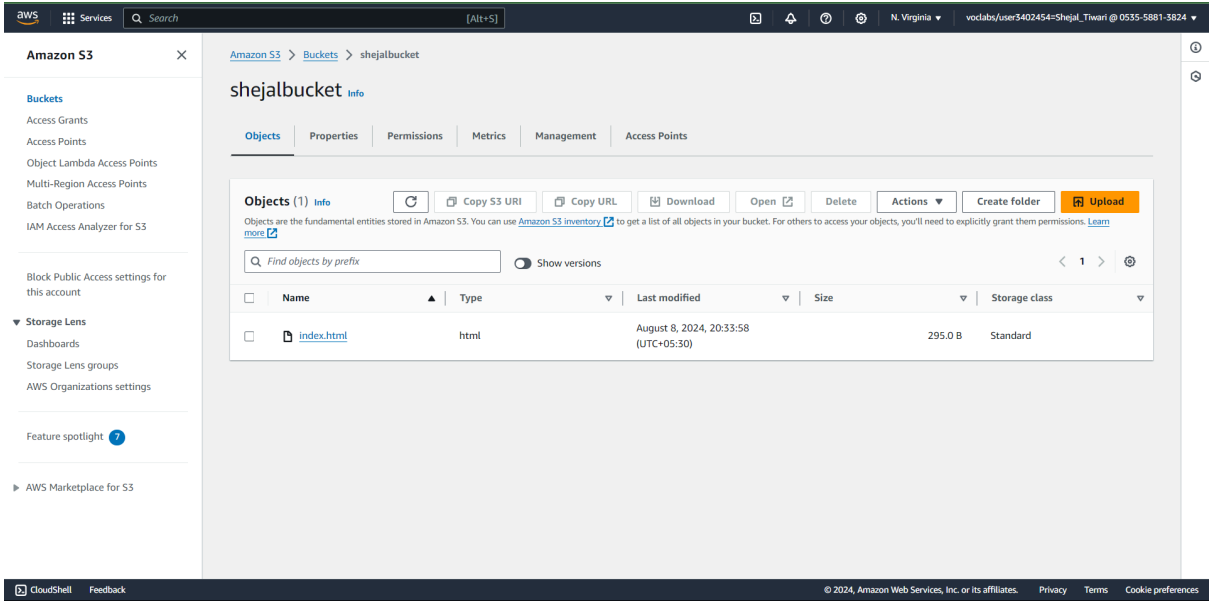 aws Services Search [Alt+S] N. Virginia ▼ voclabs/user3402454=Shejal_Tiwari @ 0535-5881-3824 ▼
Amazon S3
Buckets
Access Grants
Access Points
Object Lambda Access Points
Multi-Region Access Points
Batch Operations
IAM Access Analyzer for S3
Block Public Access settings for
this account
▼ Storage Lens
Dashboards
Storage Lens groups
AWS Organizations settings
Feature spotlight 7
▶ AWS Marketplace for S3
Amazon S3 > Buckets > shejalbucket
shejalbucket Info
Objects Properties Permissions Metrics Management Access Points
Objects (1) Info Copy S3 URI Copy URL Download Open Delete Actions ▼ Create folder Upload
Objects are the fundamental entities stored in Amazon S3. You can use Amazon S3 inventory to get a list of all objects in your bucket. For others to access your objects, you'll need to explicitly grant them permissions. Learn
more
Find objects by prefix Show versions < 1 >
Name Type Last modified Size Storage class
index.html html August 8, 2024, 20:33:58 295.0 B Standard
(UTC+05:30)
CloudShell Feedback © 2024, Amazon Web Services, Inc. or its affiliates. Privacy Terms Cookie preferences